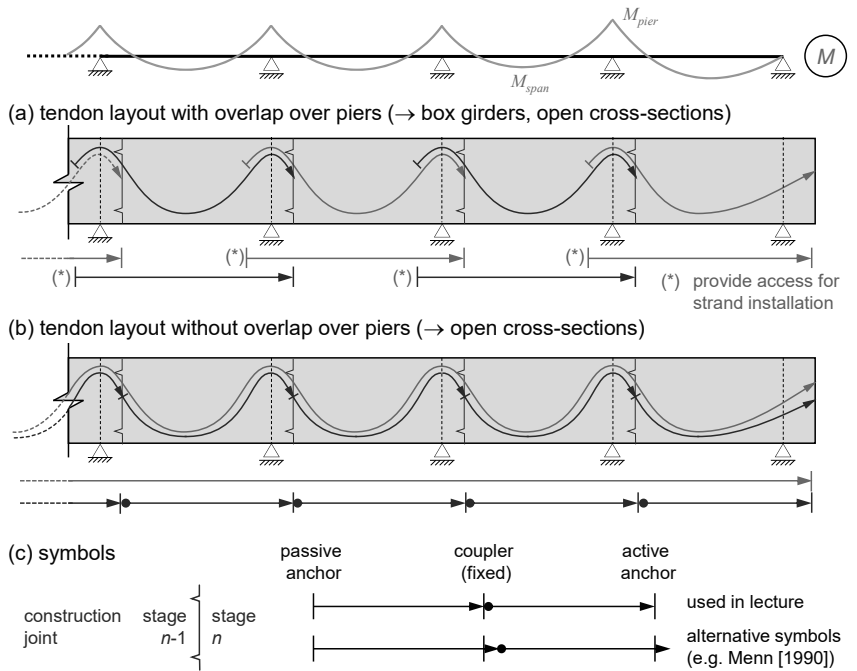 M_pier
M
M_span
(a) tendon layout with overlap over piers (→ box girders, open cross-sections)
(*) (*) (*)
(*) (*)
(*) provide access for
strand installation
(b) tendon layout without overlap over piers (→ open cross-sections)
(c) symbols
passive
anchor
coupler
(fixed)
active
anchor
construction
joint
stage
n-1
stage
n
used in lecture
alternative symbols
(e.g. Menn [1990])